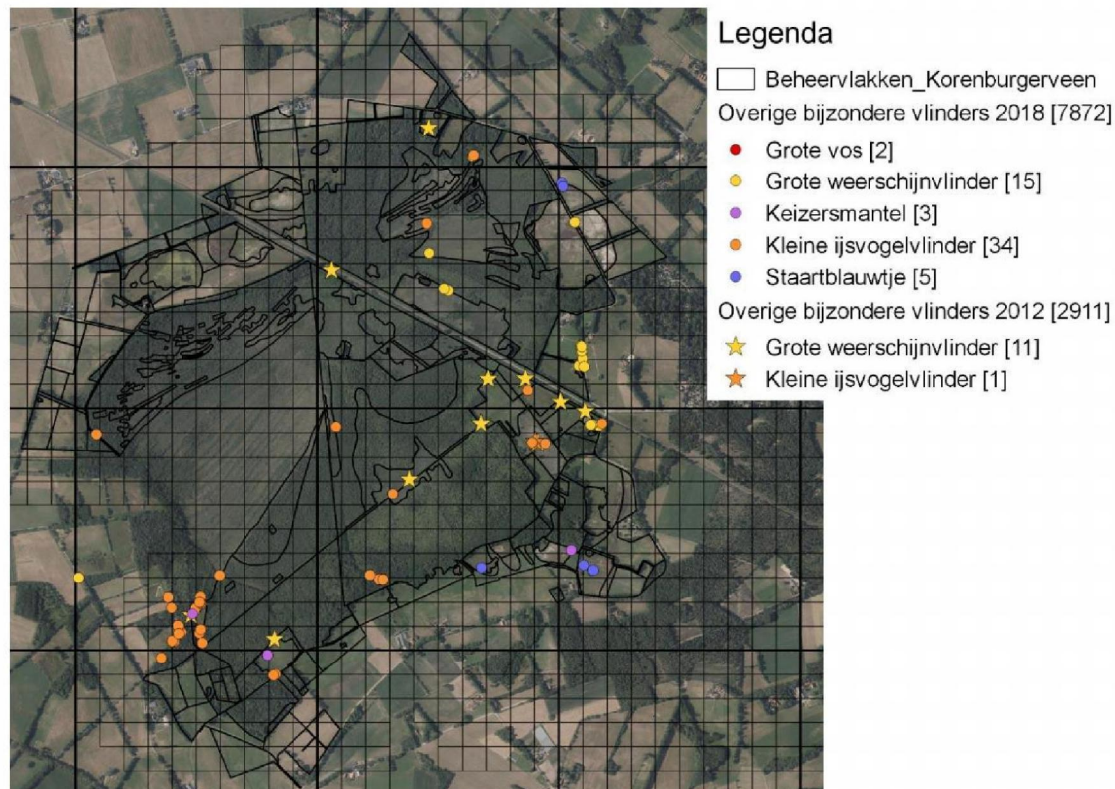 Legenda
Beheervlakken_Korenburgerveen
Overige bijzondere vlinders 2018 [7872]
Grote vos [2]
Grote weerschijnvlinder [15]
Keizersmantel [3]
Kleine ijsvogelvlinder [34]
Staartblauwtje [5]
Overige bijzondere vlinders 2012 [2911]
Grote weerschijnvlinder [11]
Kleine ijsvogelvlinder [1]